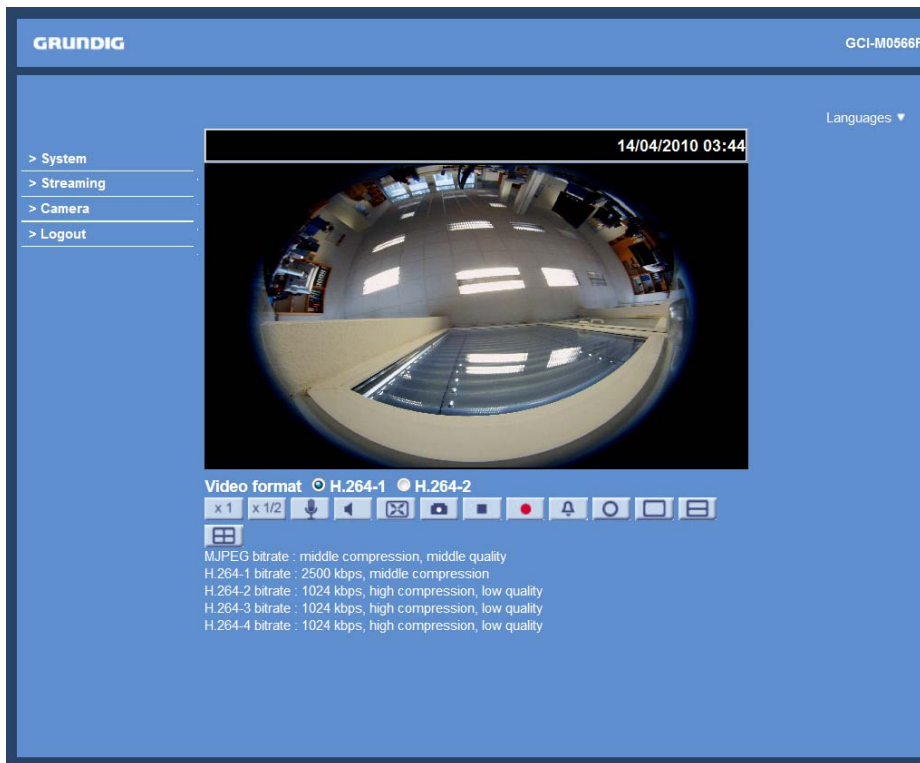 GRUNDIG
GCI-M0566F
Languages ▼
14/04/2010 03:44
> System
> Streaming
> Camera
> Logout
Video format H.264-1 H.264-2
x 1 x 1/2
MJPEG bitrate : middle compression, middle quality
H.264-1 bitrate : 2500 kbps, middle compression
H.264-2 bitrate : 1024 kbps, high compression, low quality
H.264-3 bitrate : 1024 kbps, high compression, low quality
H.264-4 bitrate : 1024 kbps, high compression, low quality